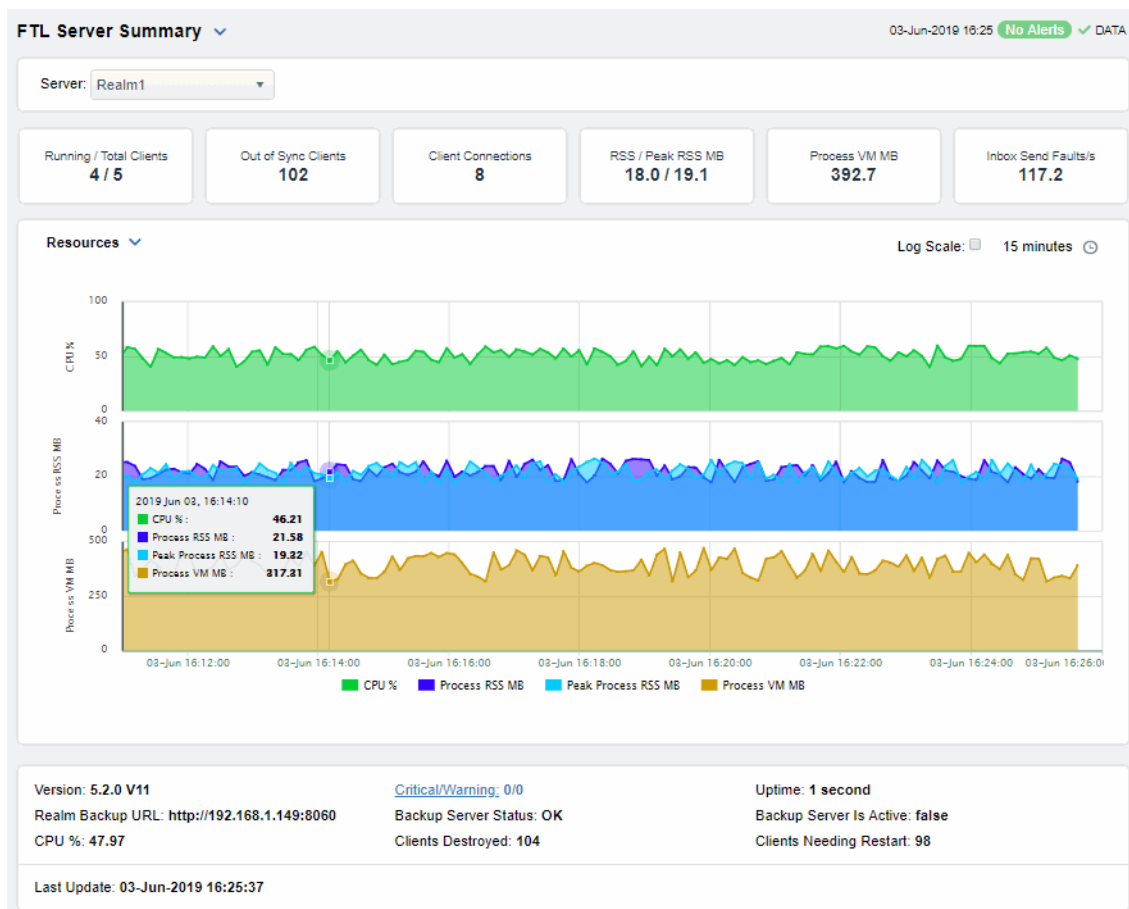 FTL Server Summary
03-Jun-2019 16:25 No Alerts DATA
Server: Realm1
Running / Total Clients
4 / 5
Out of Sync Clients
102
Client Connections
8
RSS / Peak RSS MB
18.0 / 19.1
Process VM MB
392.7
Inbox Send Faults/s
117.2
Resources
Log Scale: 15 minutes
100
50
0
CPU %
40
20
0
Process RSS MB
500
250
0
Process VM MB
2019 Jun 03, 16:14:10
CPU % : 46.21
Process RSS MB : 21.58
Peak Process RSS MB : 19.32
Process VM MB : 317.31
03-Jun 16:12:00 03-Jun 16:14:00 03-Jun 16:16:00 03-Jun 16:18:00 03-Jun 16:20:00 03-Jun 16:22:00 03-Jun 16:24:00 03-Jun 16:26:0
CPU % Process RSS MB Peak Process RSS MB Process VM MB
Version: 5.2.0 V11
Critical/Warning: 0/0
Uptime: 1 second
Realm Backup URL: http://192.168.1.149:8060
Backup Server Status: OK
Backup Server Is Active: false
CPU %: 47.97
Clients Destroyed: 104
Clients Needing Restart: 98
Last Update: 03-Jun-2019 16:25:37